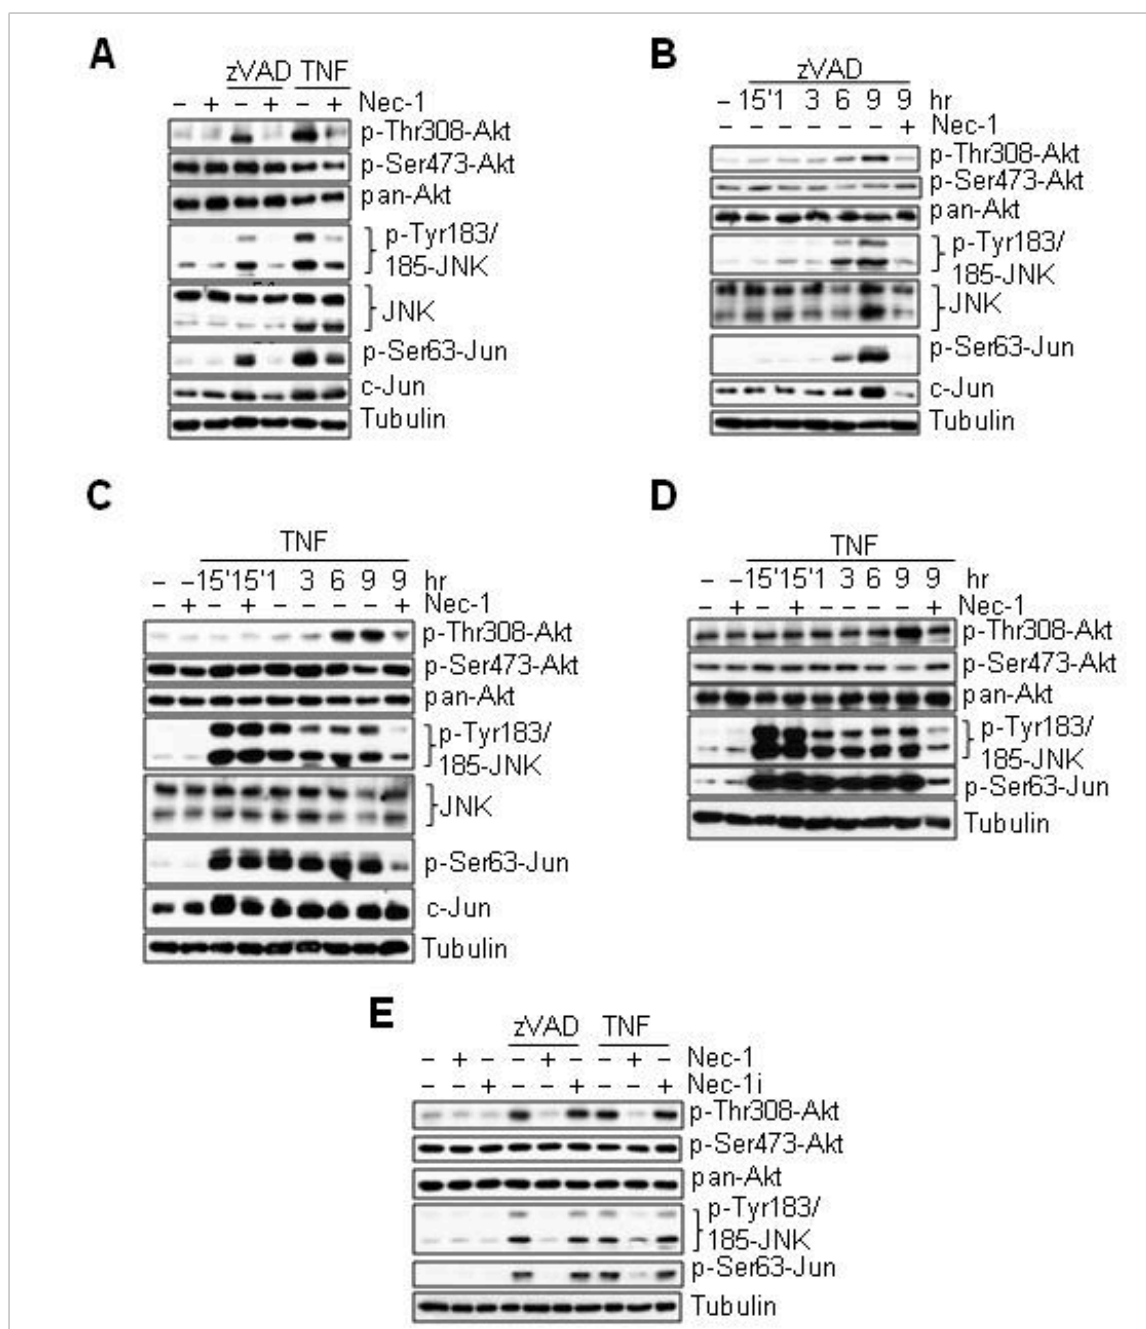 A
zVAD TNF
– + – + – + Nec-1
p-Thr308-Akt
p-Ser473-Akt
pan-Akt
p-Tyr183/
185-JNK
JNK
p-Ser63-Jun
c-Jun
Tubulin
B
zVAD
– 15'1 3 6 9 9 hr
– – – – – – + Nec-1
p-Thr308-Akt
p-Ser473-Akt
pan-Akt
p-Tyr183/
185-JNK
JNK
p-Ser63-Jun
c-Jun
Tubulin
C
TNF
– – 15'15'1 3 6 9 9 hr
– + – + – – – – + Nec-1
p-Thr308-Akt
p-Ser473-Akt
pan-Akt
p-Tyr183/
185-JNK
JNK
p-Ser63-Jun
c-Jun
Tubulin
D
TNF
– – 15'15'1 3 6 9 9 hr
– + – + – – – – + Nec-1
p-Thr308-Akt
p-Ser473-Akt
pan-Akt
p-Tyr183/
185-JNK
p-Ser63-Jun
Tubulin
E
zVAD TNF
– + – – + – – + – Nec-1
– – + – – + – – + Nec-1i
p-Thr308-Akt
p-Ser473-Akt
pan-Akt
p-Tyr183/
185-JNK
p-Ser63-Jun
Tubulin